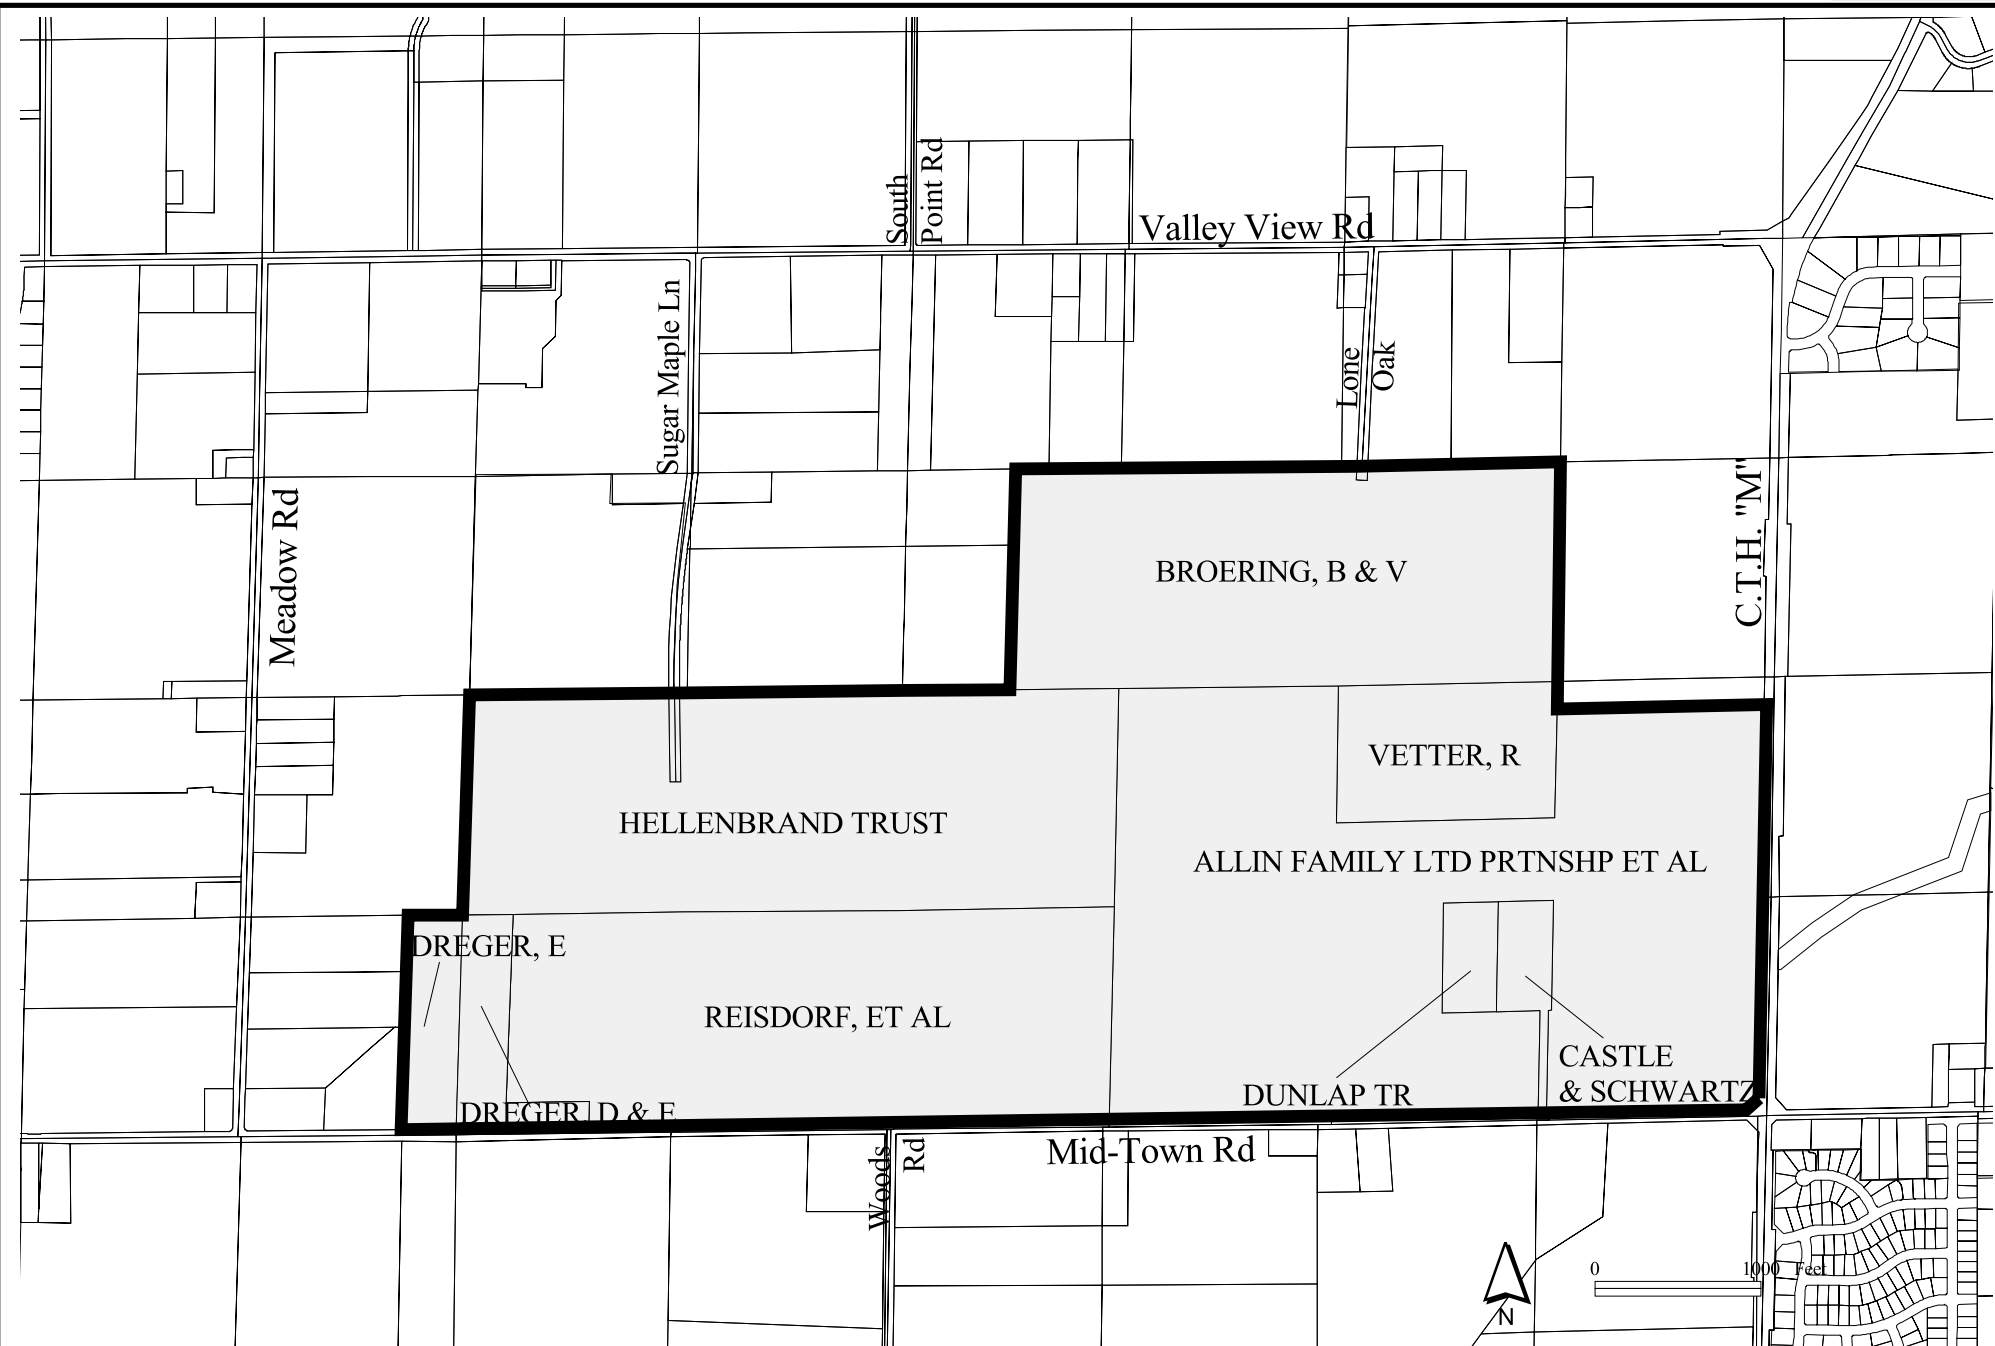 South
Point Rd
Valley View Rd
Sugar Maple Ln
Lone
Oak
Meadow Rd
C.T.H. "M"
BROERING, B & V
VETTER, R
HELLENBRAND TRUST
ALLIN FAMILY LTD PRTNSHP ET AL
DREGER, E
REISDORF, ET AL
CASTLE
& SCHWARTZ
DUNLAP TR
DREGER, D & E
Woods
Rd
Mid-Town Rd
0 1000 Feet
N